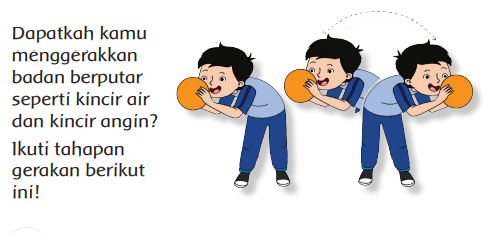 Dapatkah kamu
menggerakkan
badan berputar
seperti kincir air
dan kincir angin?
Ikuti tahapan
gerakan berikut
ini!